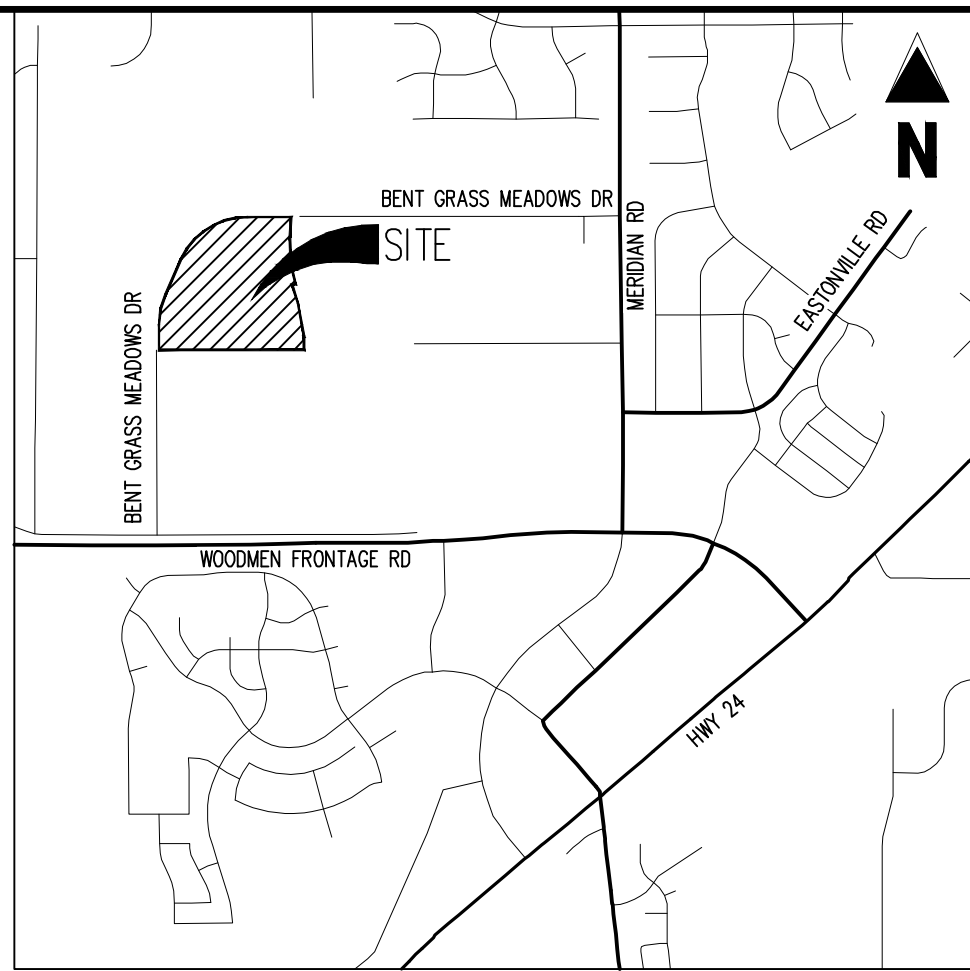 N
BENT GRASS MEADOWS DR
SITE
MERIDIAN RD
EASTONVILLE RD
BENT GRASS MEADOWS DR
WOODMEN FRONTAGE RD
HWY 24